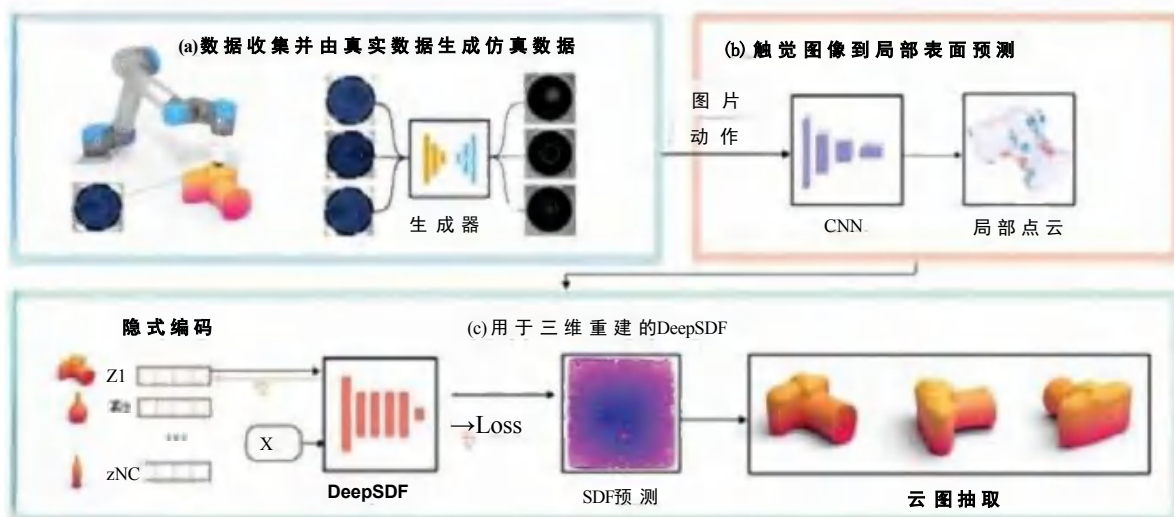 (a)数据收集并由真实数据生成仿真数据
生成器
(b)触觉图像到局部表面预测
图片
动作
CNN
局部点云
隐式编码
(c)用于三维重建的DeepSDF
Z1
zNC
X
DeepSDF
→Loss
SDF预测
云图抽取